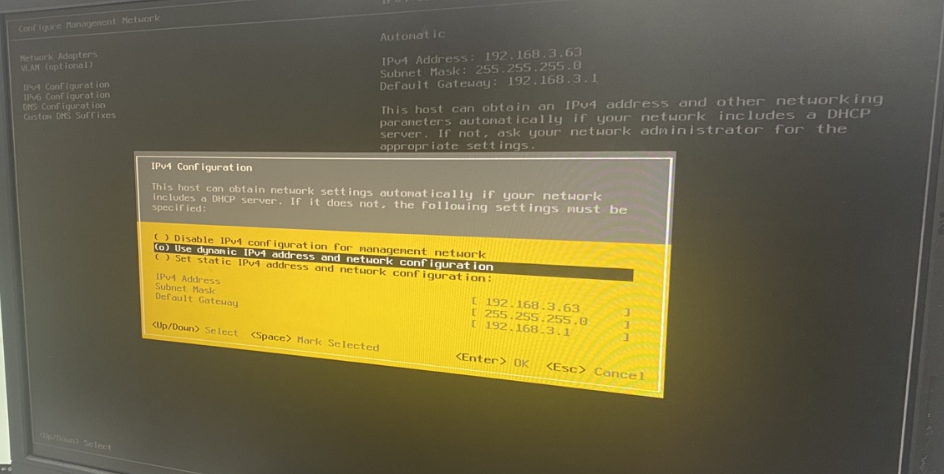 Configure Management Network
Automatic
Network Adapters
VLAN (optional)
IPv4 Address: 192.168.3.63
Subnet Mask: 255.255.255.0
Default Gateway: 192.168.3.1
IPv4 Configuration
IPv6 Configuration
DNS Configuration
Custom DNS Suffixes
This host can obtain an IPv4 address and other networking
parameters automatically if your network includes a DHCP
server. If not, ask your network administrator for the
appropriate settings.
IPv4 Configuration
This host can obtain network settings automatically if your network
includes a DHCP server. If it does not, the following settings must be
specified:
( ) Disable IPv4 configuration for management network
(o) Use dynamic IPv4 address and network configuration
( ) Set static IPv4 address and network configuration:
IPv4 Address [ 192.168.3.63 ]
Subnet Mask [ 255.255.255.0 ]
Default Gateway [ 192.168.3.1 ]
<Up/Down> Select <Space> Mark Selected <Enter> OK <Esc> Cancel
<Up/Down> Select